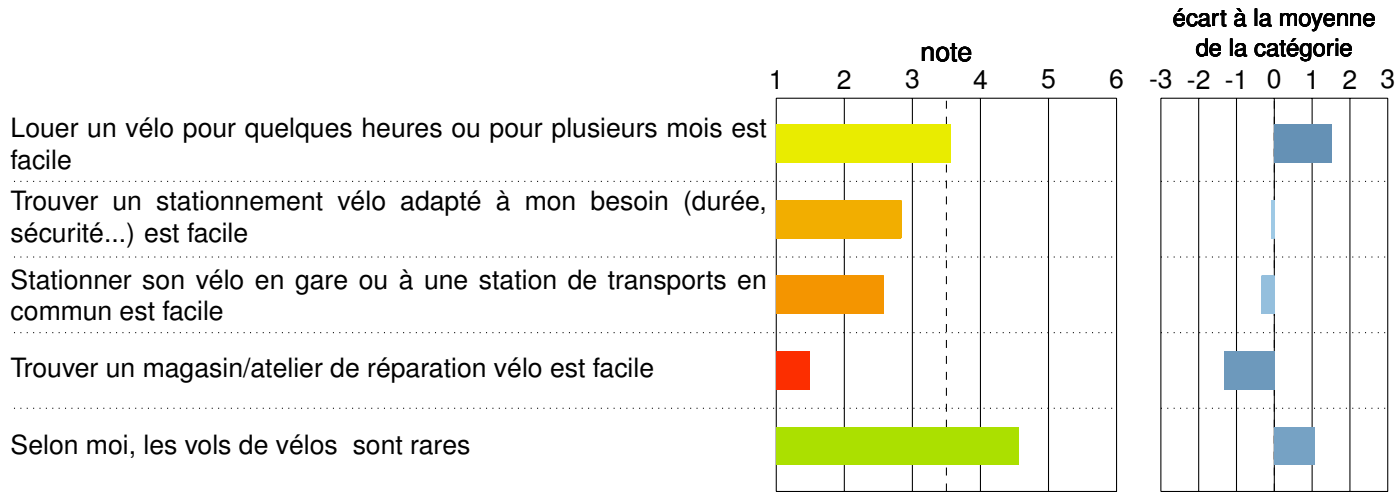 écart à la moyenne
de la catégorie
note
1 2 3 4 5 6
-3 -2 -1 0 1 2 3
Louer un vélo pour quelques heures ou pour plusieurs mois est
facile
Trouver un stationnement vélo adapté à mon besoin (durée,
sécurité...) est facile
Stationner son vélo en gare ou à une station de transports en
commun est facile
Trouver un magasin/atelier de réparation vélo est facile
Selon moi, les vols de vélos sont rares